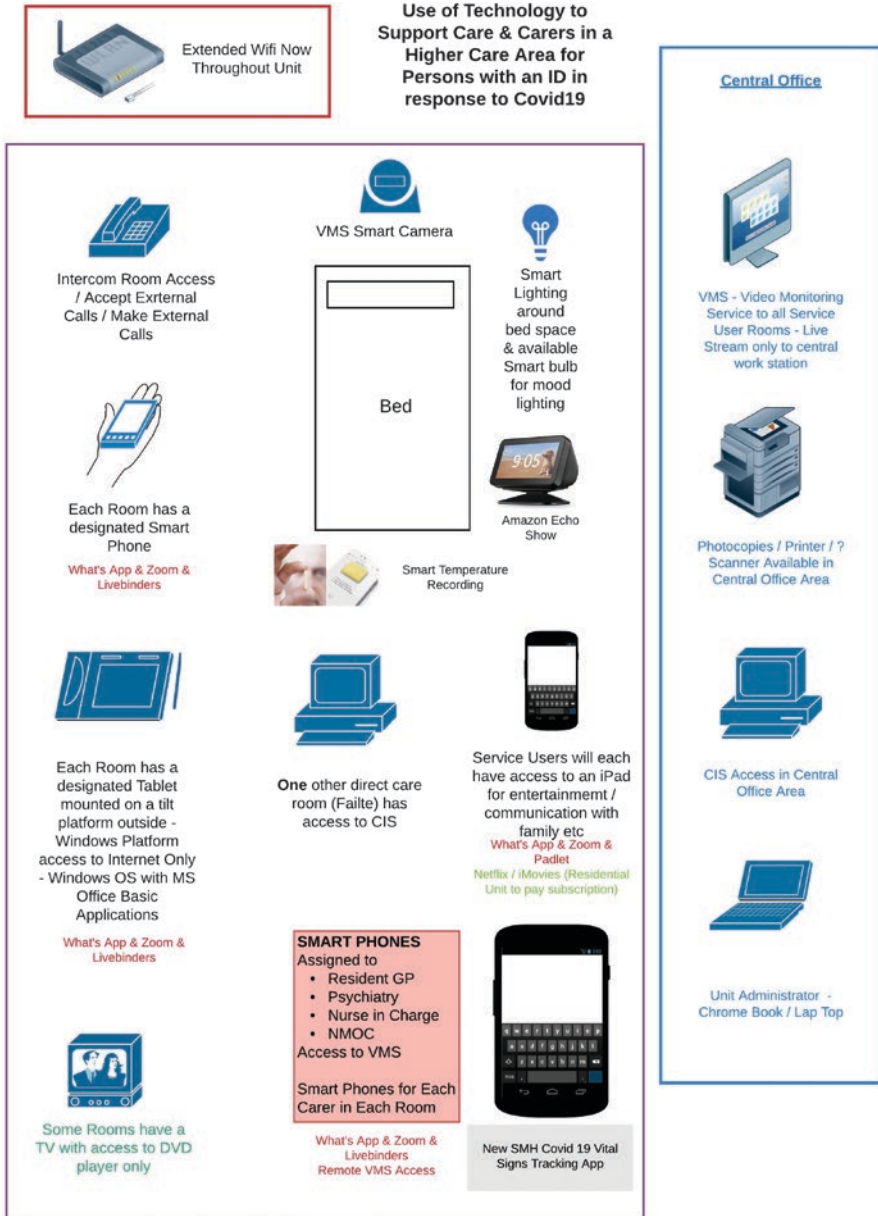 Extended Wifi Now
Throughout Unit
Use of Technology to
Support Care & Carers in a
Higher Care Area for
Persons with an ID in
response to Covid19
VMS Smart Camera
Intercom Room Access
/ Accept Exrternal
Calls / Make External
Calls
Smart
Lighting
around
bed space
& available
Smart bulb
for mood
lighting
Bed
9:05
Amazon Echo
Show
Each Room has a
designated Smart
Phone
What's App & Zoom &
Livebinders
Smart Temperature
Recording
Each Room has a
designated Tablet
mounted on a tilt
platform outside -
Windows Platform
access to Internet Only
- Windows OS with MS
Office Basic
Applications
What's App & Zoom &
Livebinders
One other direct care
room (Failte) has
access to CIS
Service Users will each
have access to an iPad
for entertainmemt /
communication with
family etc
What's App & Zoom &
Padlet
Netflix / iMovies (Residential
Unit to pay subscription)
Some Rooms have a
TV with access to DVD
player only
SMART PHONES
Assigned to
• Resident GP
• Psychiatry
• Nurse in Charge
• NMOC
Access to VMS
Smart Phones for Each
Carer in Each Room
What's App & Zoom &
Livebinders
Remote VMS Access
New SMH Covid 19 Vital
Signs Tracking App
Central Office
VMS - Video Monitoring
Service to all Service
User Rooms - Live
Stream only to central
work station
Photocopies / Printer / ?
Scanner Available in
Central Office Area
CIS Access in Central
Office Area
Unit Administrator -
Chrome Book / Lap Top